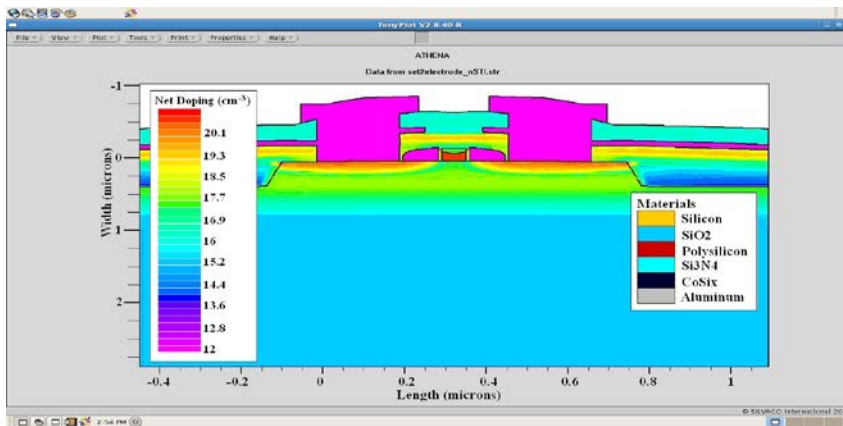 TonyPlot V2.8.40.R
File View Plot Tools Print Properties Help
ATHENA
Data from set2electrode_nSTI.str
Net Doping (cm-3)
20.1
19.3
18.5
17.7
16.9
16
15.2
14.4
13.6
12.8
12
Materials
Silicon
SiO2
Polysilicon
Si3N4
CoSix
Aluminum
Width (microns)
-1
0
1
2
-0.4 -0.2 0 0.2 0.4 0.6 0.8 1
Length (microns)
© SILVACO International 20
2:54 PM